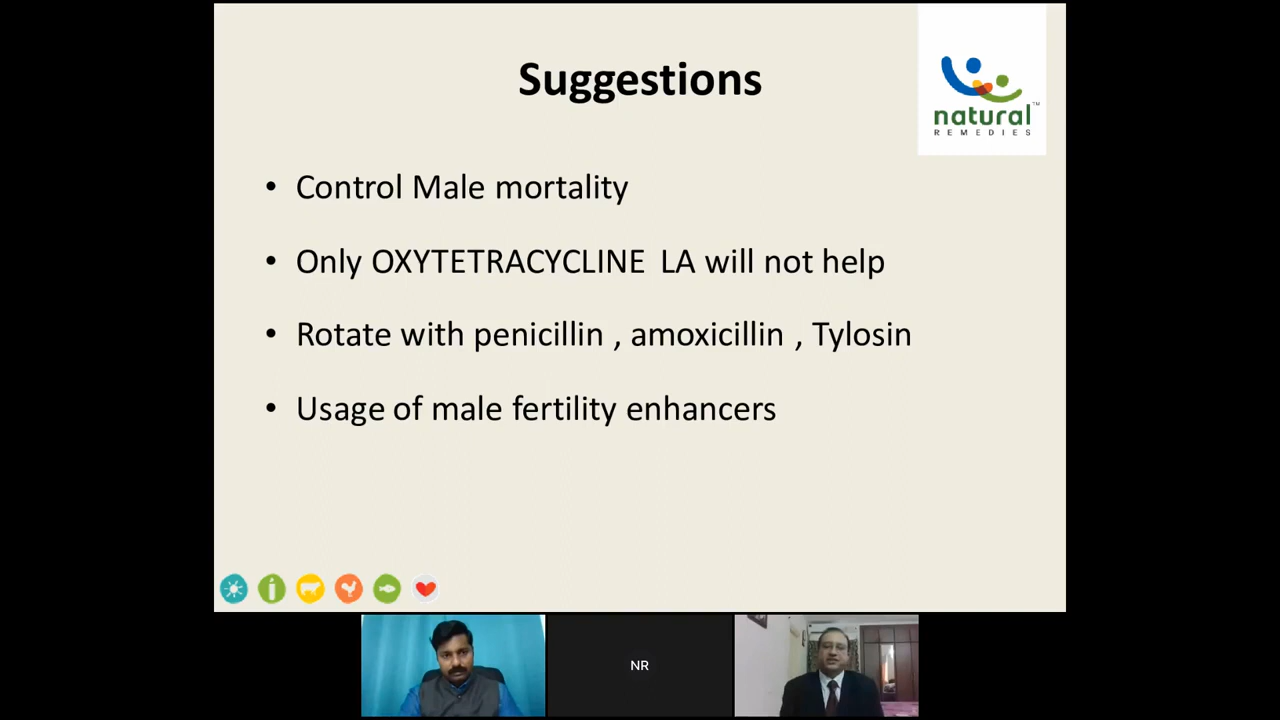 Suggestions
natural™
REMEDIES
• Control Male mortality
• Only OXYTETRACYCLINE LA will not help
• Rotate with penicillin , amoxicillin , Tylosin
• Usage of male fertility enhancers
NR